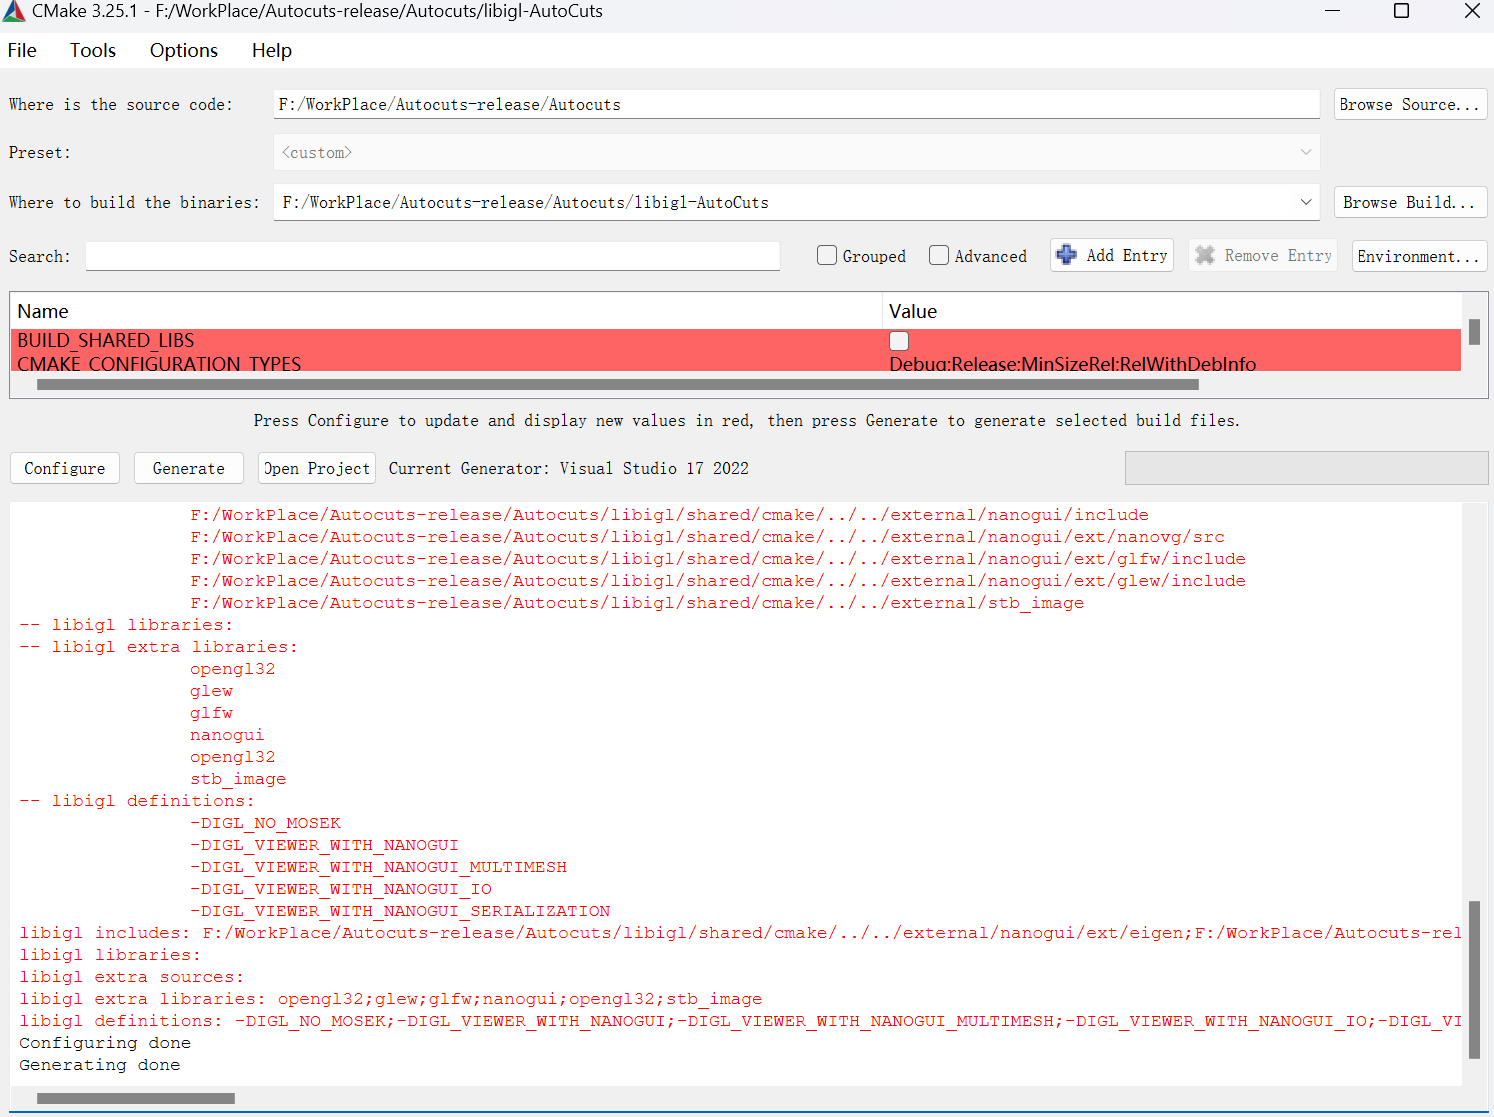 CMake 3.25.1 - F:/WorkPlace/Autocuts-release/Autocuts/libigl-AutoCuts
File Tools Options Help
Where is the source code: F:/WorkPlace/Autocuts-release/Autocuts Browse Source...
Preset: <custom>
Where to build the binaries: F:/WorkPlace/Autocuts-release/Autocuts/libigl-AutoCuts Browse Build...
Search: Grouped Advanced Add Entry Remove Entry Environment...
Name Value
BUILD_SHARED_LIBS
CMAKE_CONFIGURATION_TYPES Debug;Release;MinSizeRel;RelWithDebInfo
Press Configure to update and display new values in red, then press Generate to generate selected build files.
Configure Generate Open Project Current Generator: Visual Studio 17 2022
F:/WorkPlace/Autocuts-release/Autocuts/libigl/shared/cmake/../../external/nanogui/include
F:/WorkPlace/Autocuts-release/Autocuts/libigl/shared/cmake/../../external/nanogui/ext/nanovg/src
F:/WorkPlace/Autocuts-release/Autocuts/libigl/shared/cmake/../../external/nanogui/ext/glfw/include
F:/WorkPlace/Autocuts-release/Autocuts/libigl/shared/cmake/../../external/nanogui/ext/glew/include
F:/WorkPlace/Autocuts-release/Autocuts/libigl/shared/cmake/../../external/stb_image
-- libigl libraries:
-- libigl extra libraries:
opengl32
glew
glfw
nanogui
opengl32
stb_image
-- libigl definitions:
-DIGL_NO_MOSEK
-DIGL_VIEWER_WITH_NANOGUI
-DIGL_VIEWER_WITH_NANOGUI_MULTIMESH
-DIGL_VIEWER_WITH_NANOGUI_IO
-DIGL_VIEWER_WITH_NANOGUI_SERIALIZATION
libigl includes: F:/WorkPlace/Autocuts-release/Autocuts/libigl/shared/cmake/../../external/nanogui/ext/eigen;F:/WorkPlace/Autocuts-rel
libigl libraries:
libigl extra sources:
libigl extra libraries: opengl32;glew;glfw;nanogui;opengl32;stb_image
libigl definitions: -DIGL_NO_MOSEK;-DIGL_VIEWER_WITH_NANOGUI;-DIGL_VIEWER_WITH_NANOGUI_MULTIMESH;-DIGL_VIEWER_WITH_NANOGUI_IO;-DIGL_VI
Configuring done
Generating done